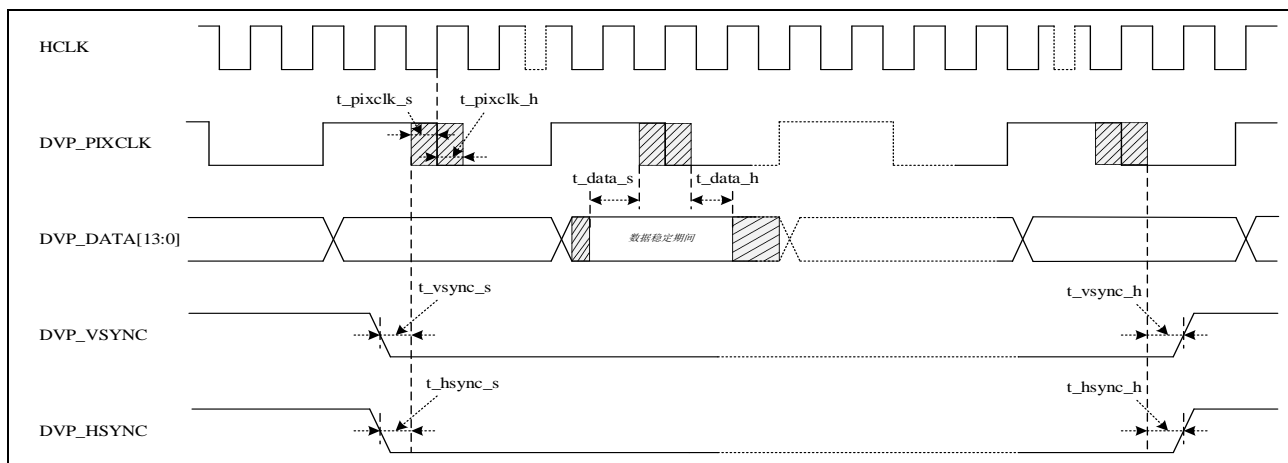 HCLK
t_pixclk_s
t_pixclk_h
DVP_PIXCLK
t_data_s
t_data_h
DVP_DATA[13:0]
数据稳定期间
t_vsync_s
t_vsync_h
DVP_VSYNC
t_hsync_s
t_hsync_h
DVP_HSYNC